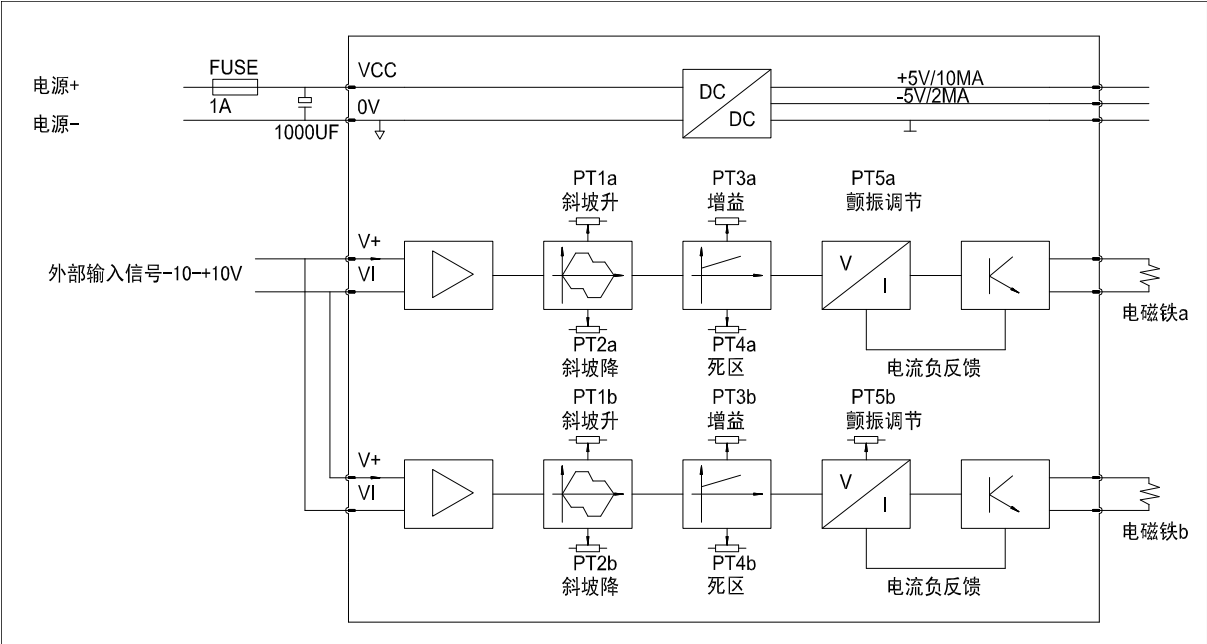 FUSE
电源+
VCC
+5V/10MA
1A
0V
DC
DC
-5V/2MA
电源-
1000UF
PT1a
斜坡升
PT3a
增益
PT5a
颤振调节
外部输入信号-10-+10V
V+
VI
V
I
电磁铁a
PT2a
斜坡降
PT4a
死区
电流负反馈
PT1b
斜坡升
PT3b
增益
PT5b
颤振调节
V+
VI
V
I
电磁铁b
PT2b
斜坡降
PT4b
死区
电流负反馈